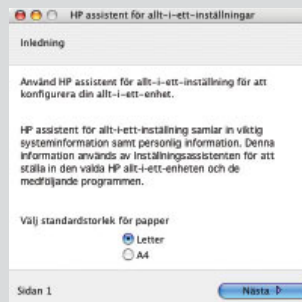 HP assistent för allt-i-ett-inställningar
Inledning
Använd HP assistent för allt-i-ett-inställning för att
konfigurera din allt-i-ett-enhet.
HP assistent för allt-i-ett-inställning samlar in viktig
systeminformation samt personlig information. Denna
information används av inställningsassistenten för att
ställa in den valda HP allt-i-ett-enheten och de
medföljande programmen.
Välj standardstorlek för papper
Letter
A4
Sidan 1
Nästa